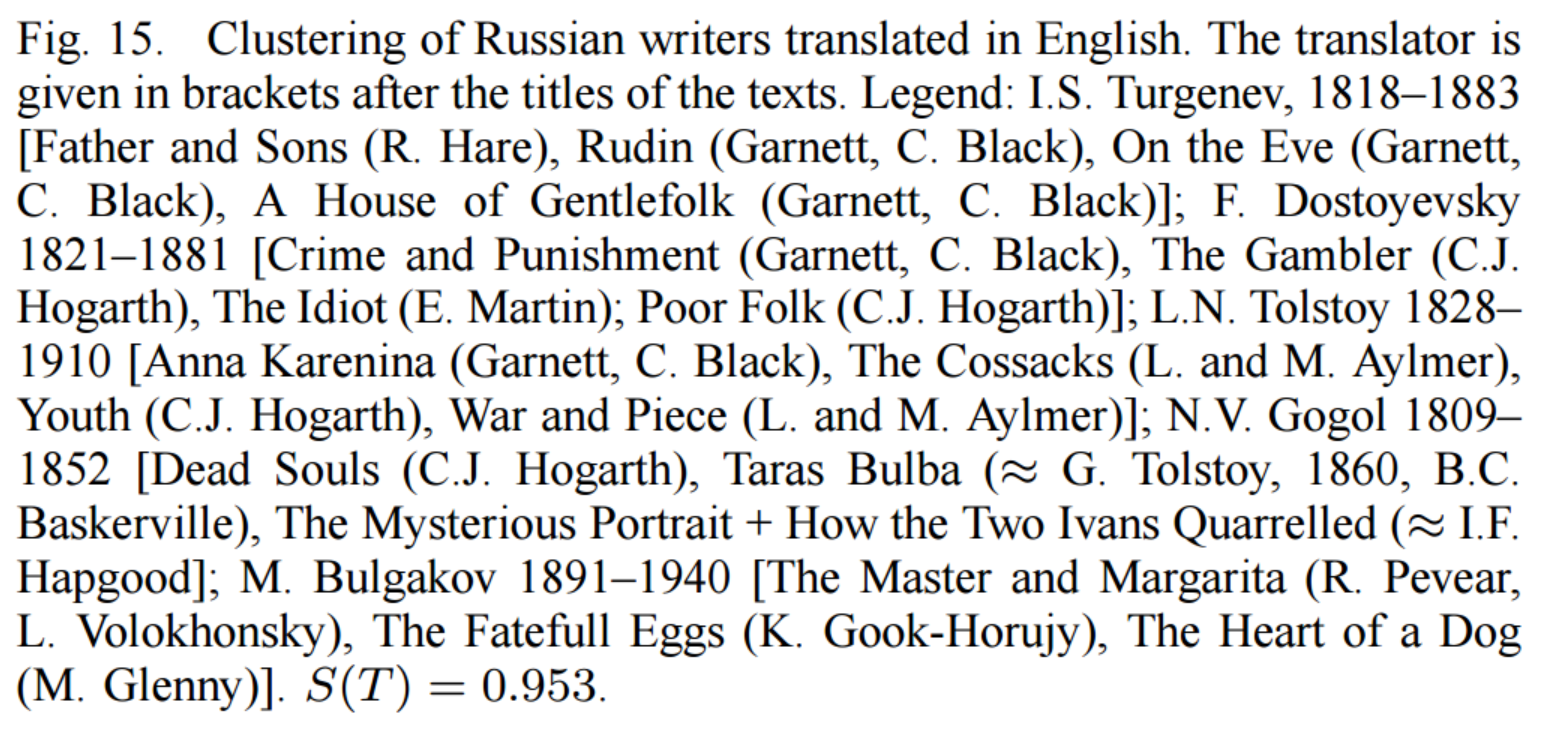 Fig. 15. Clustering of Russian writers translated in English. The translator is
given in brackets after the titles of the texts. Legend: I.S. Turgenev, 1818–1883
[Father and Sons (R. Hare), Rudin (Garnett, C. Black), On the Eve (Garnett,
C. Black), A House of Gentlefolk (Garnett, C. Black)]; F. Dostoyevsky
1821–1881 [Crime and Punishment (Garnett, C. Black), The Gambler (C.J.
Hogarth), The Idiot (E. Martin); Poor Folk (C.J. Hogarth)]; L.N. Tolstoy 1828–
1910 [Anna Karenina (Garnett, C. Black), The Cossacks (L. and M. Aylmer),
Youth (C.J. Hogarth), War and Piece (L. and M. Aylmer)]; N.V. Gogol 1809–
1852 [Dead Souls (C.J. Hogarth), Taras Bulba (≈ G. Tolstoy, 1860, B.C.
Baskerville), The Mysterious Portrait + How the Two Ivans Quarrelled (≈ I.F.
Hapgood]; M. Bulgakov 1891–1940 [The Master and Margarita (R. Pevear,
L. Volokhonsky), The Fatefull Eggs (K. Gook-Horujy), The Heart of a Dog
(M. Glenny)]. S(T) = 0.953.